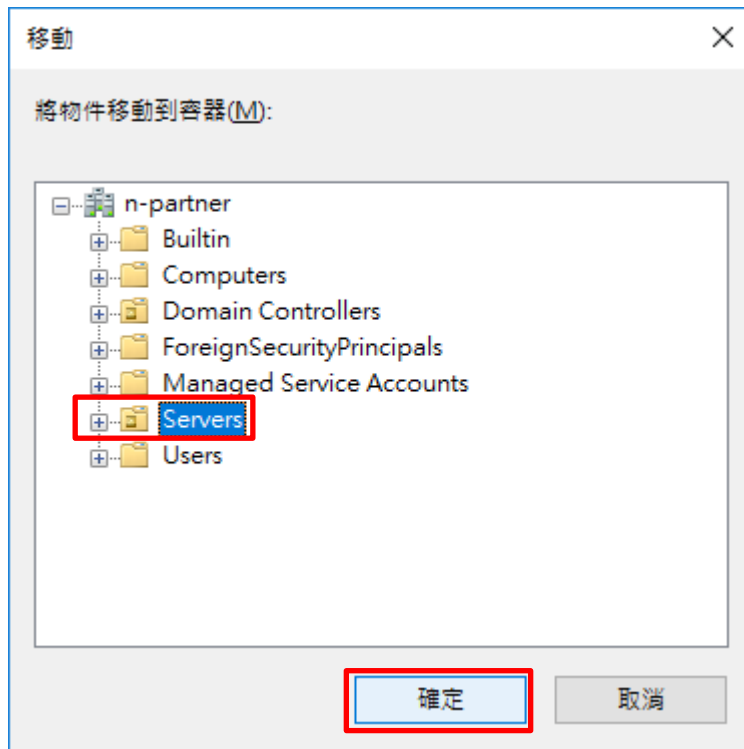 移動
將物件移動到容器(M):
n-partner
Builtin
Computers
Domain Controllers
ForeignSecurityPrincipals
Managed Service Accounts
Servers
Users
確定
取消